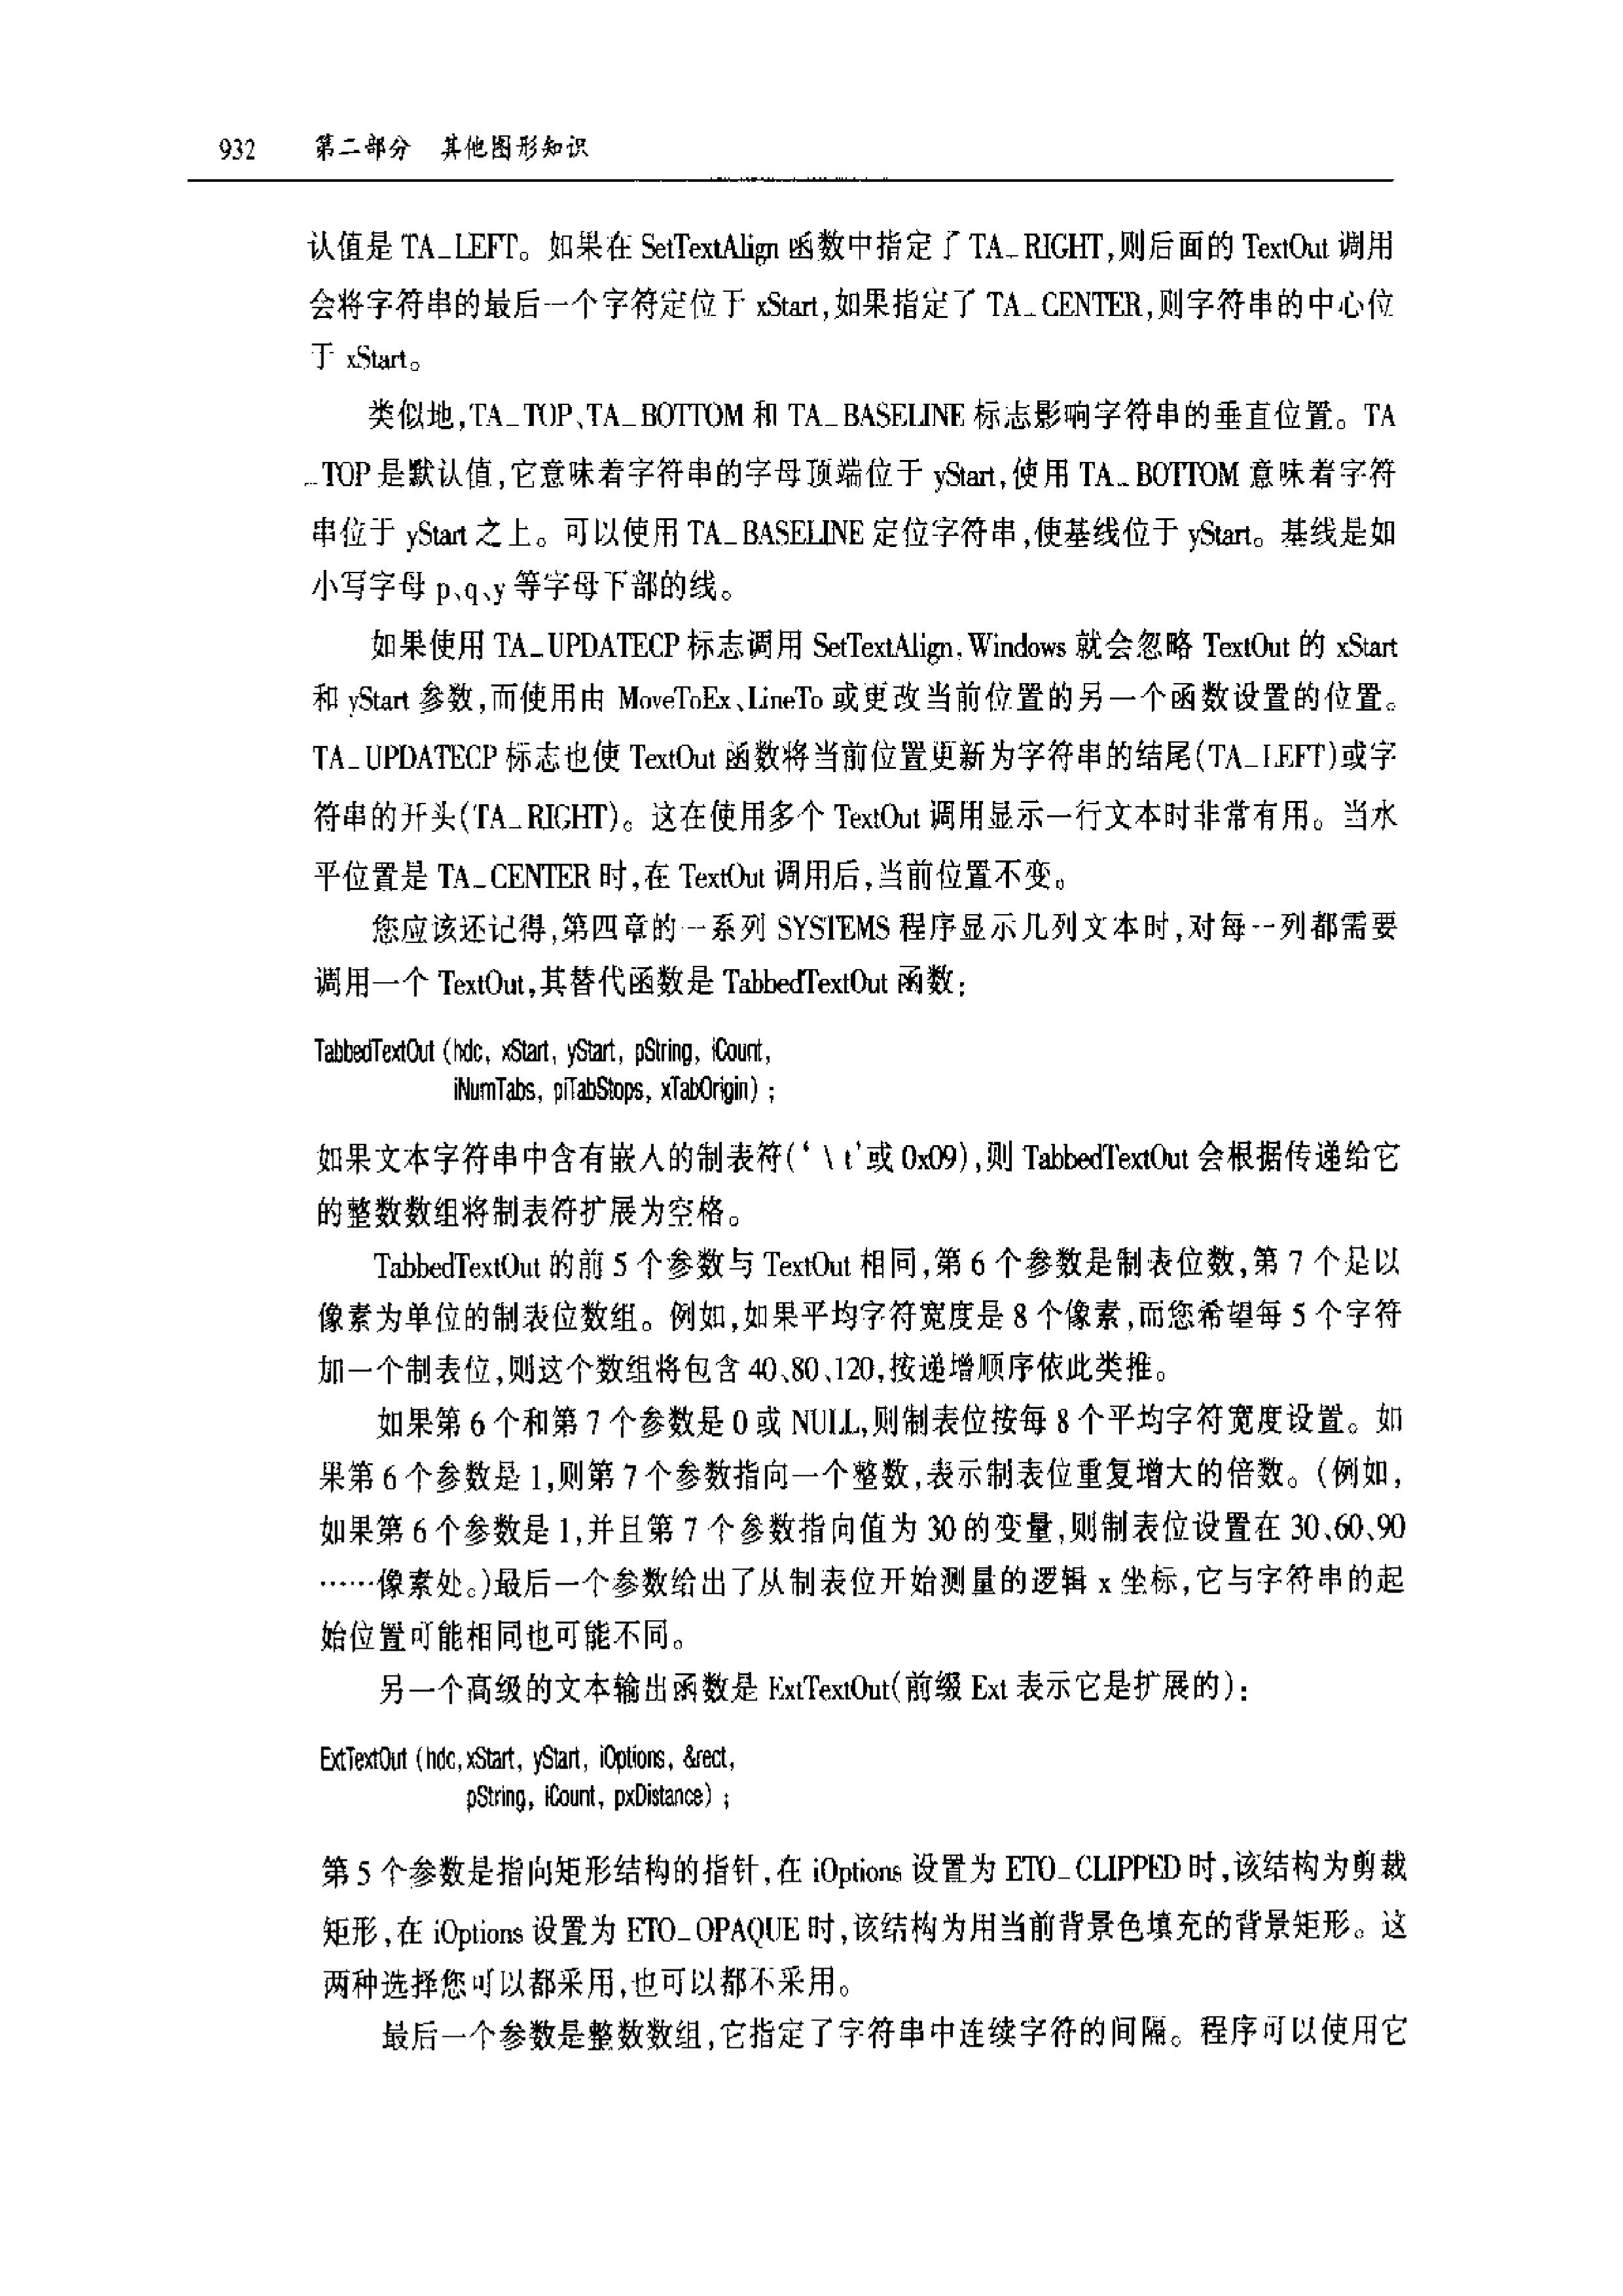 932 第二部分 其他图形知识
认值是 TA_LEFT。如果在 SetTextAlign 函数中指定了 TA_RIGHT,则后面的 TextOut 调用
会将字符串的最后一个字符定位于 xStart,如果指定了 TA_CENTER,则字符串的中心位
于 xStart。
类似地,TA_TOP、TA_BOTTOM 和 TA_BASELINE 标志影响字符串的垂直位置。TA
_TOP 是默认值,它意味着字符串的字母顶端位于 yStart,使用 TA_BOTTOM 意味着字符
串位于 yStart 之上。可以使用 TA_BASELINE 定位字符串,使基线位于 yStart。基线是如
小写字母 p、q、y 等字母下部的线。
如果使用 TA_UPDATECP 标志调用 SetTextAlign, Windows 就会忽略 TextOut 的 xStart
和 yStart 参数,而使用由 MoveToEx、LineTo 或更改当前位置的另一个函数设置的位置。
TA_UPDATECP 标志也使 TextOut 函数将当前位置更新为字符串的结尾(TA_LEFT)或字
符串的开头(TA_RIGHT)。这在使用多个 TextOut 调用显示一行文本时非常有用。当水
平位置是 TA_CENTER 时,在 TextOut 调用后,当前位置不变。
您应该还记得,第四章的一系列 SYSTEMS 程序显示几列文本时,对每一列都需要
调用一个 TextOut,其替代函数是 TabbedTextOut 函数:
TabbedTextOut (hdc, xStart, yStart, pString, iCount,
iNumTabs, piTabStops, xTabOrigin) ;
如果文本字符串中含有嵌人的制表符(‘\t’或 0x09),则 TabbedTextOut 会根据传递给它
的整数数组将制表符扩展为空格。
TabbedTextOut 的前 5 个参数与 TextOut 相同,第 6 个参数是制表位数,第 7 个是以
像素为单位的制表位数组。例如,如果平均字符宽度是 8 个像素,而您希望每 5 个字符
加一个制表位,则这个数组将包含 40、80、120,按递增顺序依此类推。
如果第 6 个和第 7 个参数是 0 或 NULL,则制表位按每 8 个平均字符宽度设置。如
果第 6 个参数是 1,则第 7 个参数指向一个整数,表示制表位重复增大的倍数。(例如,
如果第 6 个参数是 1,并且第 7 个参数指向值为 30 的变量,则制表位设置在 30、60、90
……像素处。)最后一个参数给出了从制表位开始测量的逻辑 x 坐标,它与字符串的起
始位置可能相同也可能不同。
另一个高级的文本输出函数是 ExtTextOut(前缀 Ext 表示它是扩展的):
ExtTextOut (hdc, xStart, yStart, iOptions, &rect,
pString, iCount, pxDistance) ;
第 5 个参数是指向矩形结构的指针,在 iOptions 设置为 ETO_CLIPPED 时,该结构为剪裁
矩形,在 iOptions 设置为 ETO_OPAQUE 时,该结构为用当前背景色填充的背景矩形。这
两种选择您可以都采用,也可以都不采用。
最后一个参数是整数数组,它指定了字符串中连续字符的间隔。程序可以使用它